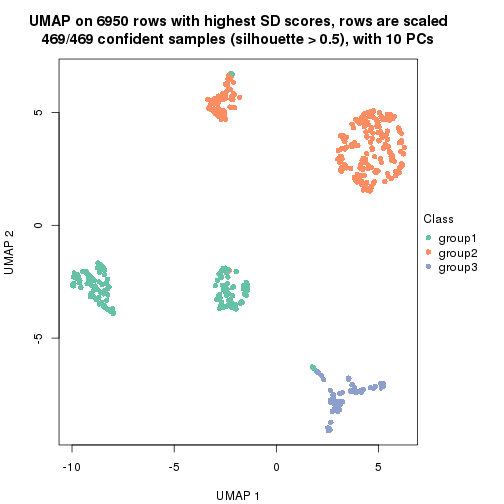 UMAP on 6950 rows with highest SD scores, rows are scaled
469/469 confident samples (silhouette > 0.5), with 10 PCs
5
0
-5
UMAP 2
Class
group1
group2
group3
-10
-5
0
5
UMAP 1